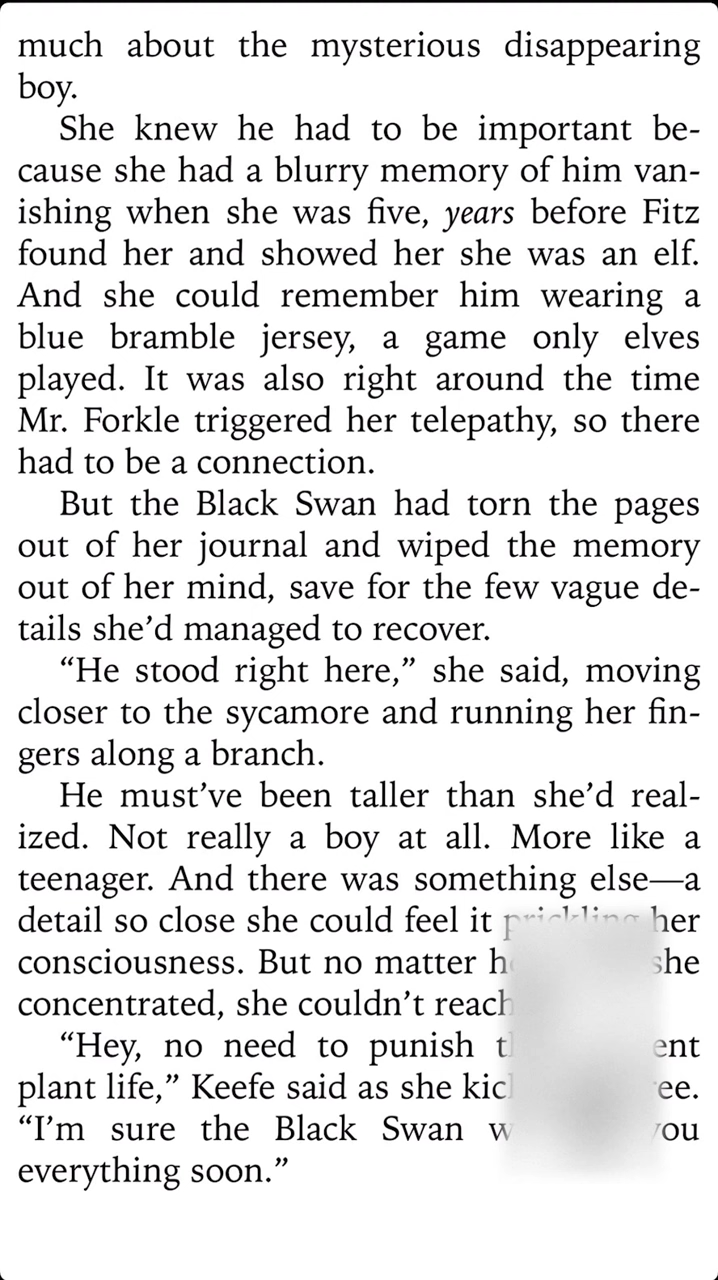 much about the mysterious disappearing
boy.
She knew he had to be important be-
cause she had a blurry memory of him van-
ishing when she was five, years before Fitz
found her and showed her she was an elf.
And she could remember him wearing a
blue bramble jersey, a game only elves
played. It was also right around the time
Mr. Forkle triggered her telepathy, so there
had to be a connection.
But the Black Swan had torn the pages
out of her journal and wiped the memory
out of her mind, save for the few vague de-
tails she’d managed to recover.
“He stood right here,” she said, moving
closer to the sycamore and running her fin-
gers along a branch.
He must’ve been taller than she’d real-
ized. Not really a boy at all. More like a
teenager. And there was something else—a
detail so close she could feel it prickling her
consciousness. But no matter she
concentrated, she couldn’t reach
“Hey, no need to punish
plant life,” Keefe said as she
“I’m sure the Black Swan you
everything soon.”